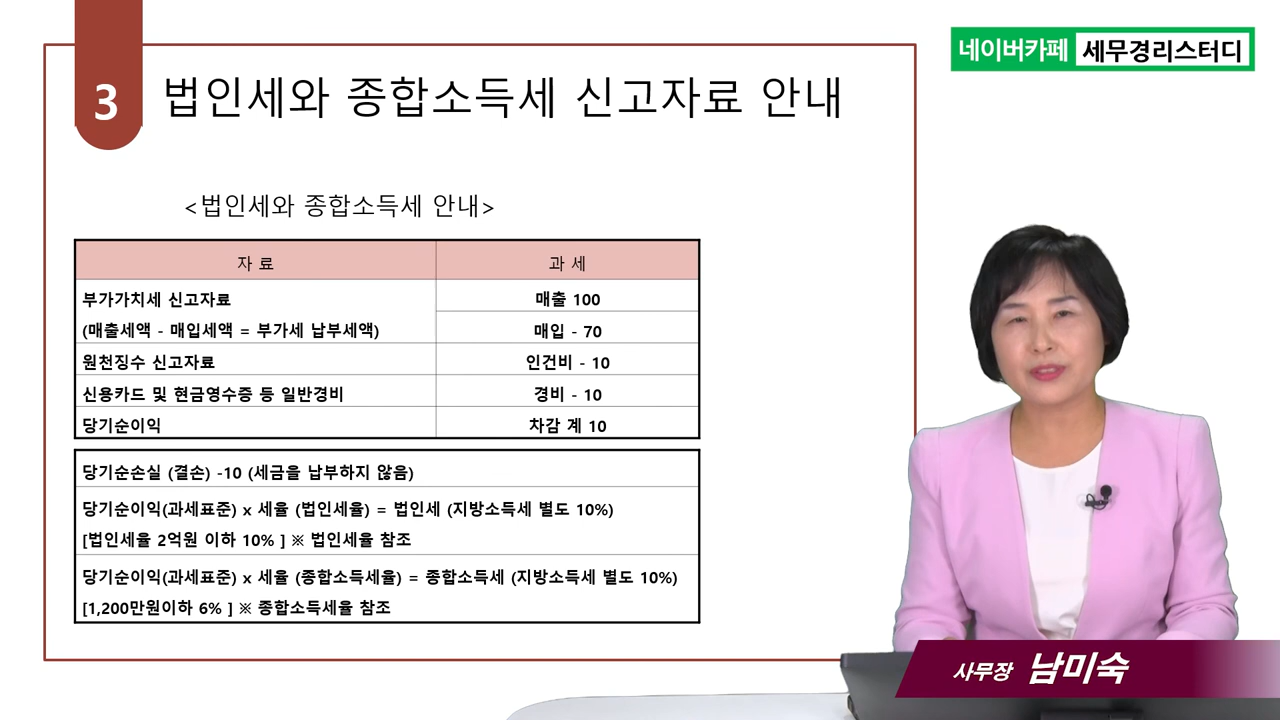 네이버카페 세무경리스터디
3 법인세와 종합소득세 신고자료 안내
<법인세와 종합소득세 안내>
자 료 과 세
부가가치세 신고자료 매출 100
(매출세액 - 매입세액 = 부가세 납부세액) 매입 - 70
원천징수 신고자료 인건비 - 10
신용카드 및 현금영수증 등 일반경비 경비 - 10
당기순이익 차감 계 10
당기순손실 (결손) -10 (세금을 납부하지 않음)
당기순이익(과세표준) x 세율 (법인세율) = 법인세 (지방소득세 별도 10%)
[법인세율 2억원 이하 10% ] ※ 법인세율 참조
당기순이익(과세표준) x 세율 (종합소득세율) = 종합소득세 (지방소득세 별도 10%)
[1,200만원이하 6% ] ※ 종합소득세율 참조
사무장 남미숙